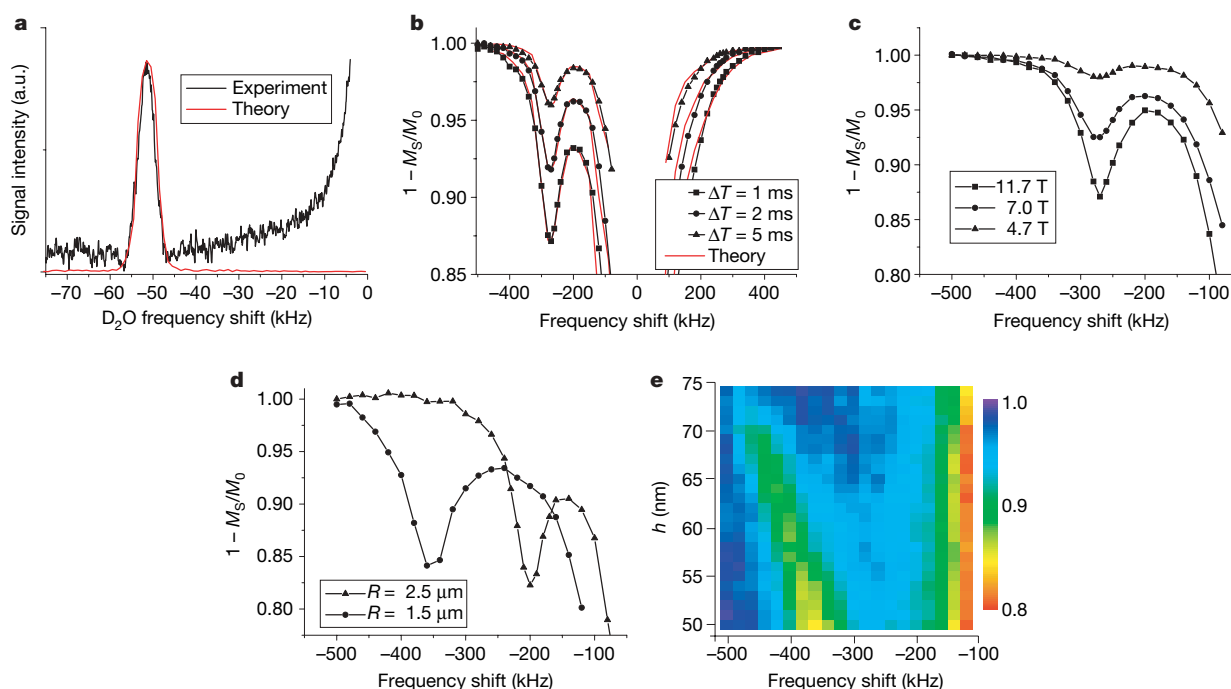 a
Signal intensity (a.u.)
Experiment
Theory
−70 −60 −50 −40 −30 −20 −10 0
D2O frequency shift (kHz)
b
1 − MS/M0
1.00
0.95
0.90
0.85
ΔT = 1 ms
ΔT = 2 ms
ΔT = 5 ms
Theory
−400 −200 0 200 400
Frequency shift (kHz)
c
1 − MS/M0
1.00
0.95
0.90
0.85
0.80
11.7 T
7.0 T
4.7 T
−500 −400 −300 −200 −100
Frequency shift (kHz)
d
1 − MS/M0
1.00
0.95
0.90
0.85
0.80
R = 2.5 μm
R = 1.5 μm
−500 −400 −300 −200 −100
Frequency shift (kHz)
e
h (nm)
75
70
65
60
55
50
−500 −400 −300 −200 −100
Frequency shift (kHz)
1.0
0.9
0.8